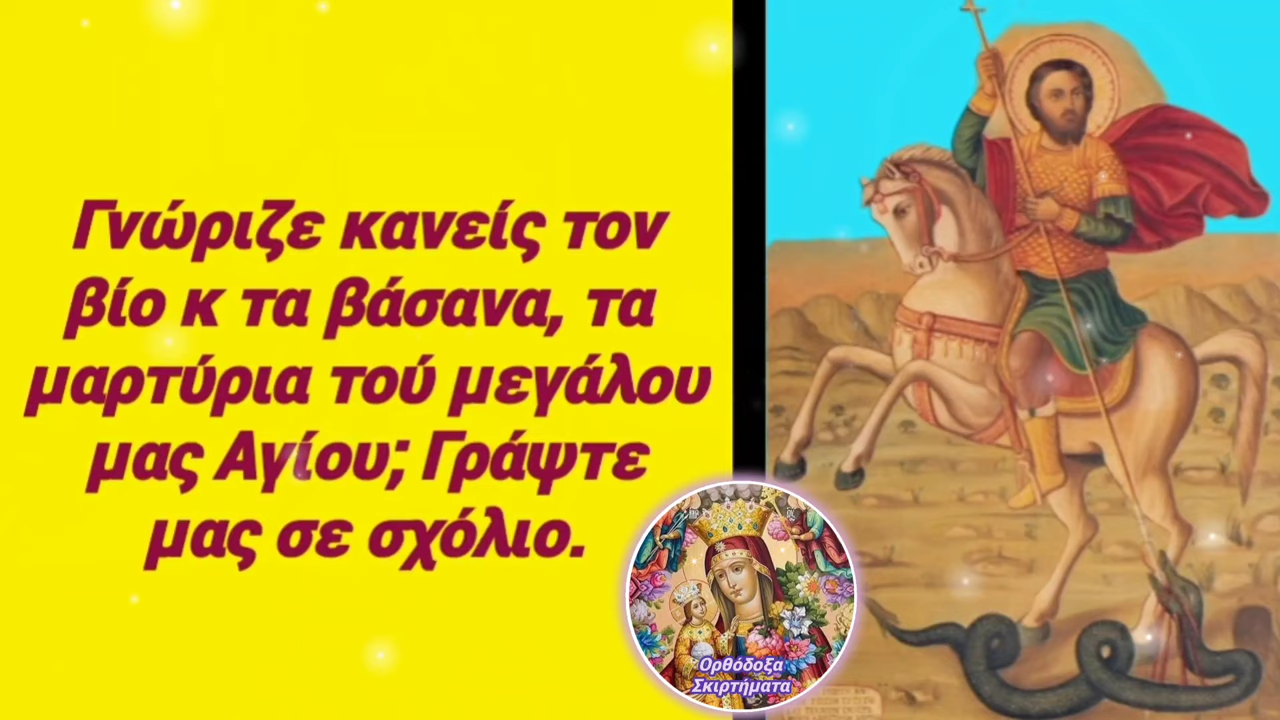 Γνώριζε κανείς τον
βίο κ τα βάσανα, τα
μαρτύρια τού μεγάλου
μας Αγίου; Γράψτε
μας σε σχόλιο.
Ορθόδοξα
Σκιρτήματα